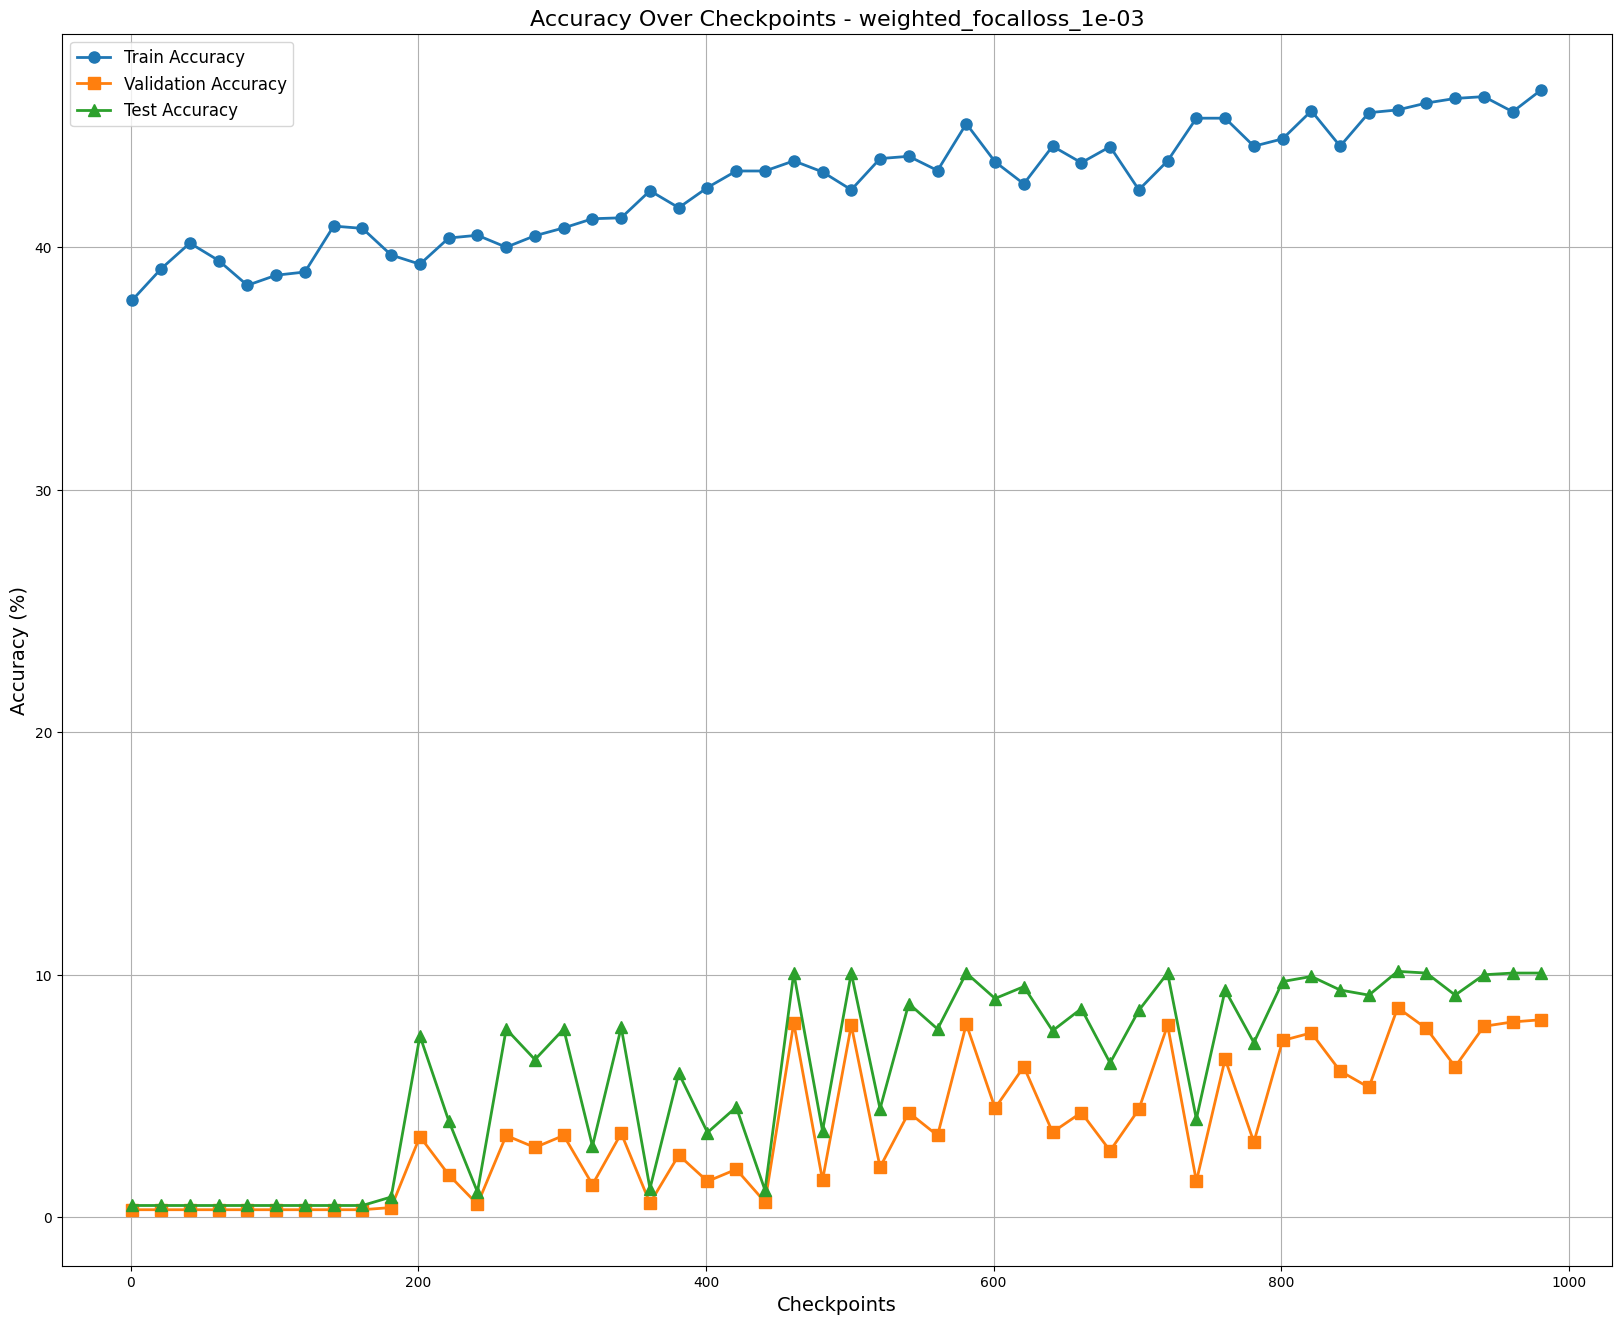 Accuracy Over Checkpoints - weighted_focalloss_1e-03
Train Accuracy
Validation Accuracy
Test Accuracy
Accuracy (%)
40
30
20
10
0
0 200 400 600 800 1000
Checkpoints